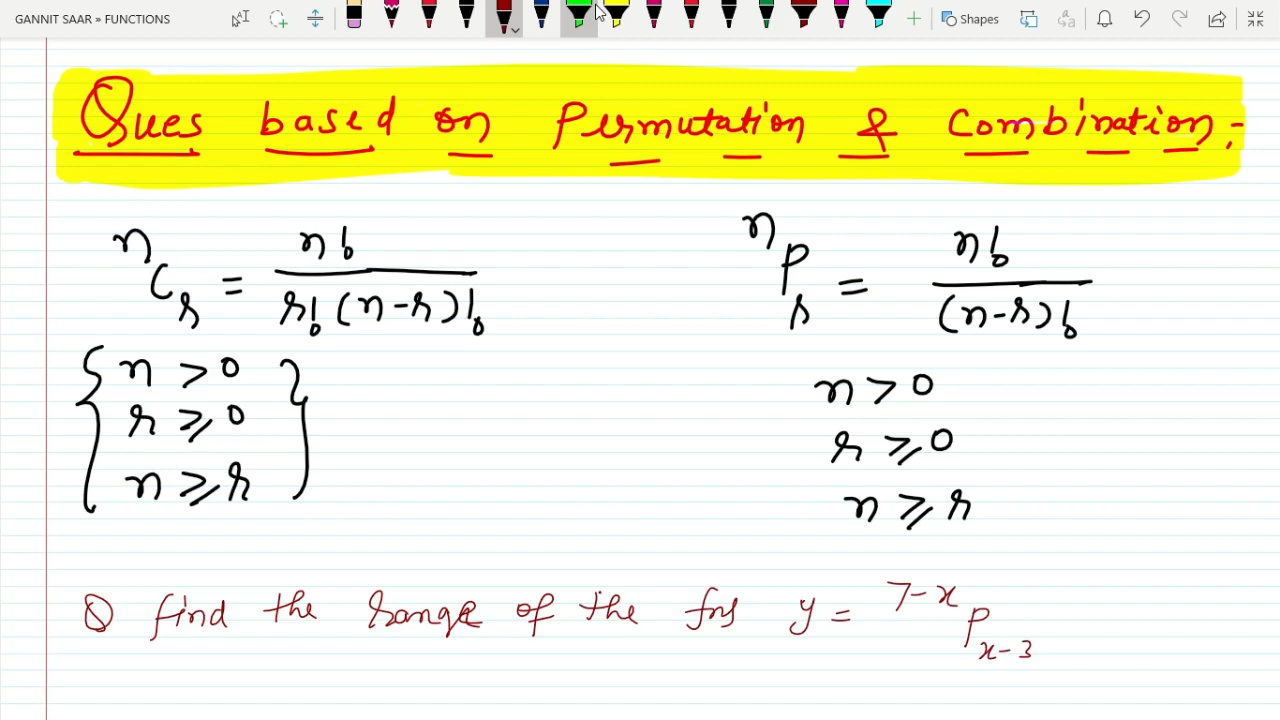 GANNIT SAAR » FUNCTIONS
Shapes
Ques based on Permutation & Combination:-
ⁿCᵣ = n! / r! (n-r)!
ⁿPᵣ = n! / (n-r)!
{ n > 0 }
r ≥ 0
n ≥ r
n > 0
r ≥ 0
n ≥ r
Q find the range of the fns y = ⁷⁻ˣPₓ₋₃